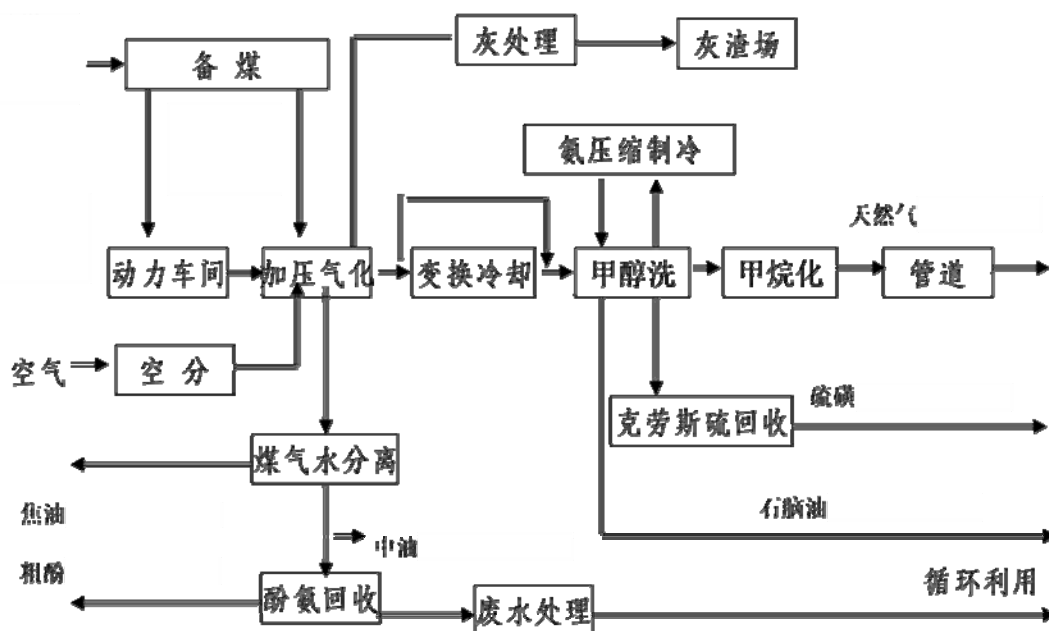 灰处理
灰渣场
备煤
氨压缩制冷
天然气
动力车间
加压气化
变换冷却
甲醇洗
甲烷化
管道
空气
空分
克劳斯硫回收
硫磺
煤气水分离
焦油
中油
石脑油
粗酚
酚氨回收
废水处理
循环利用